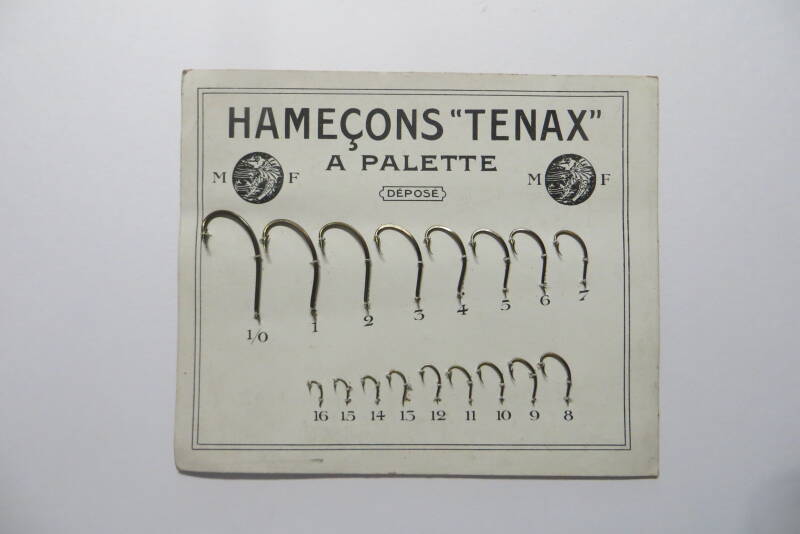 HAMEÇONS "TENAX"
A PALETTE
M F
M F
DÉPOSÉ
1/0 1 2 3 4 5 6 7
16 15 14 13 12 11 10 9 8